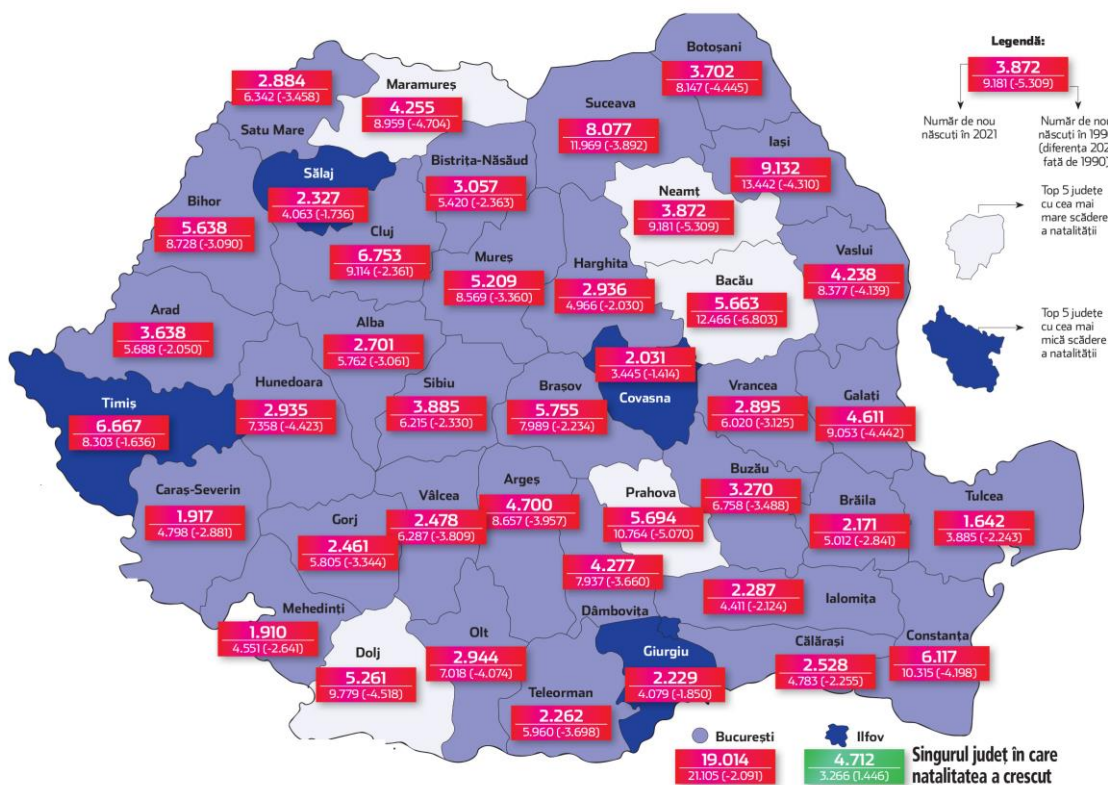 Legendă:
3.872
9.181 (-5.309)
Număr de nou
născuți în 2021
Număr de nou
născuți în 199
(diferența 202
față de 1990)
Top 5 județe
cu cea mai
mare scădere
a natalității
Top 5 județe
cu cea mai
mică scădere
a natalității
Botoșani
3.702
8.147 (-4.445)
2.884
6.342 (-3.458)
Satu Mare
Maramureș
4.255
8.959 (-4.704)
Suceava
8.077
11.969 (-3.892)
Iași
9.132
13.442 (-4.310)
Sălaj
2.327
4.063 (-1.736)
Bistrița-Năsăud
3.057
5.420 (-2.363)
Neamț
3.872
9.181 (-5.309)
Bihor
5.638
8.728 (-3.090)
Cluj
6.753
9.114 (-2.361)
Mureș
5.209
8.569 (-3.360)
Harghita
2.936
4.966 (-2.030)
Bacău
5.663
12.466 (-6.803)
Vaslui
4.238
8.377 (-4.139)
Arad
3.638
5.688 (-2.050)
Alba
2.701
5.762 (-3.061)
2.031
3.445 (-1.414)
Covasna
Timiș
6.667
8.303 (-1.636)
Hunedoara
2.935
7.358 (-4.423)
Sibiu
3.885
6.215 (-2.330)
Brașov
5.755
7.989 (-2.234)
Vrancea
2.895
6.020 (-3.125)
Galați
4.611
9.053 (-4.442)
Caraș-Severin
1.917
4.798 (-2.881)
Gorj
2.461
5.805 (-3.344)
Vâlcea
2.478
6.287 (-3.809)
Argeș
4.700
8.657 (-3.957)
Prahova
5.694
10.764 (-5.070)
Buzău
3.270
6.758 (-3.488)
Brăila
2.171
5.012 (-2.841)
Tulcea
1.642
3.885 (-2.243)
4.277
7.937 (-3.660)
Dâmbovița
2.287
4.411 (-2.124)
Ialomița
Mehedinți
1.910
4.551 (-2.641)
Dolj
5.261
9.779 (-4.518)
Olt
2.944
7.018 (-4.074)
Teleorman
2.262
5.960 (-3.698)
Giurgiu
2.229
4.079 (-1.850)
Călărași
2.528
4.783 (-2.255)
Constanța
6.117
10.315 (-4.198)
București
19.014
21.105 (-2.091)
Ilfov
4.712
3.266 (1.446)
Singurul județ în care
natalitatea a crescut